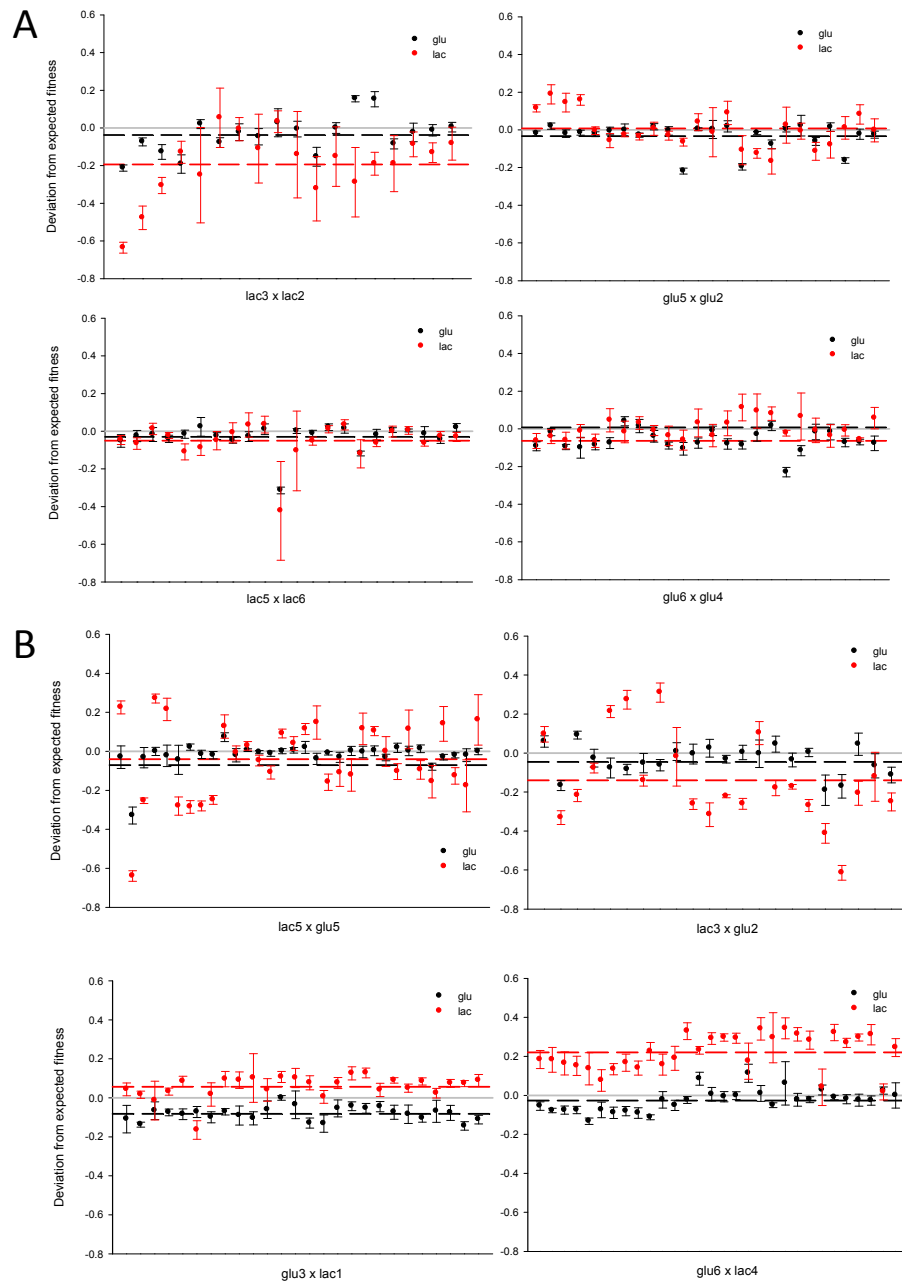 A
Deviation from expected fitness
0.6
0.4
0.2
0.0
-0.2
-0.4
-0.6
-0.8
glu
lac
lac3 x lac2
0.6
0.4
0.2
0.0
-0.2
-0.4
-0.6
-0.8
glu
lac
glu5 x glu2
Deviation from expected fitness
0.6
0.4
0.2
0.0
-0.2
-0.4
-0.6
-0.8
glu
lac
lac5 x lac6
0.6
0.4
0.2
0.0
-0.2
-0.4
-0.6
-0.8
glu
lac
glu6 x glu4
B
Deviation from expected fitness
0.6
0.4
0.2
0.0
-0.2
-0.4
-0.6
-0.8
glu
lac
lac5 x glu5
0.6
0.4
0.2
0.0
-0.2
-0.4
-0.6
-0.8
glu
lac
lac3 x glu2
Deviation from expected fitness
0.6
0.4
0.2
0.0
-0.2
-0.4
-0.6
-0.8
glu
lac
glu3 x lac1
0.6
0.4
0.2
0.0
-0.2
-0.4
-0.6
-0.8
glu
lac
glu6 x lac4